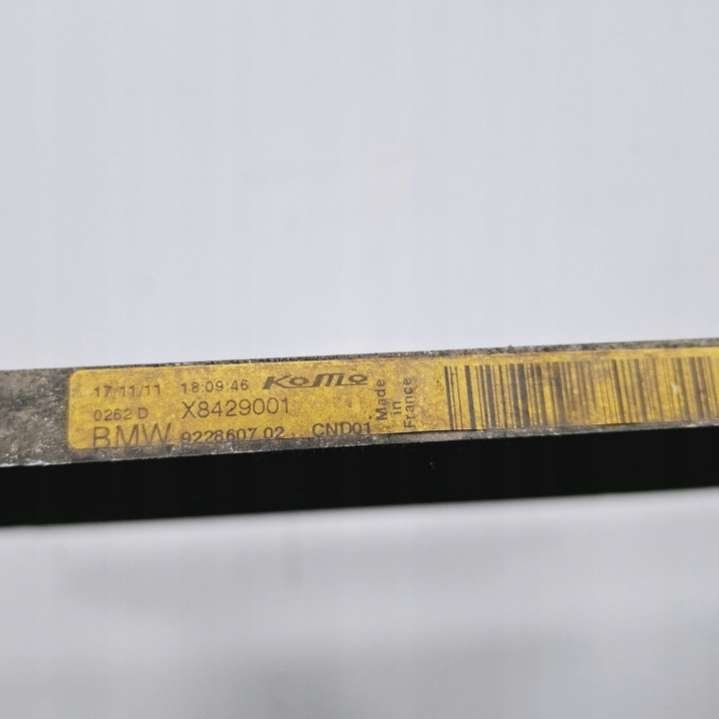 17/11/11 18:09:46 KoMo
0262 D X8429001
BMW 9228607 02 CND01
Made
in
France